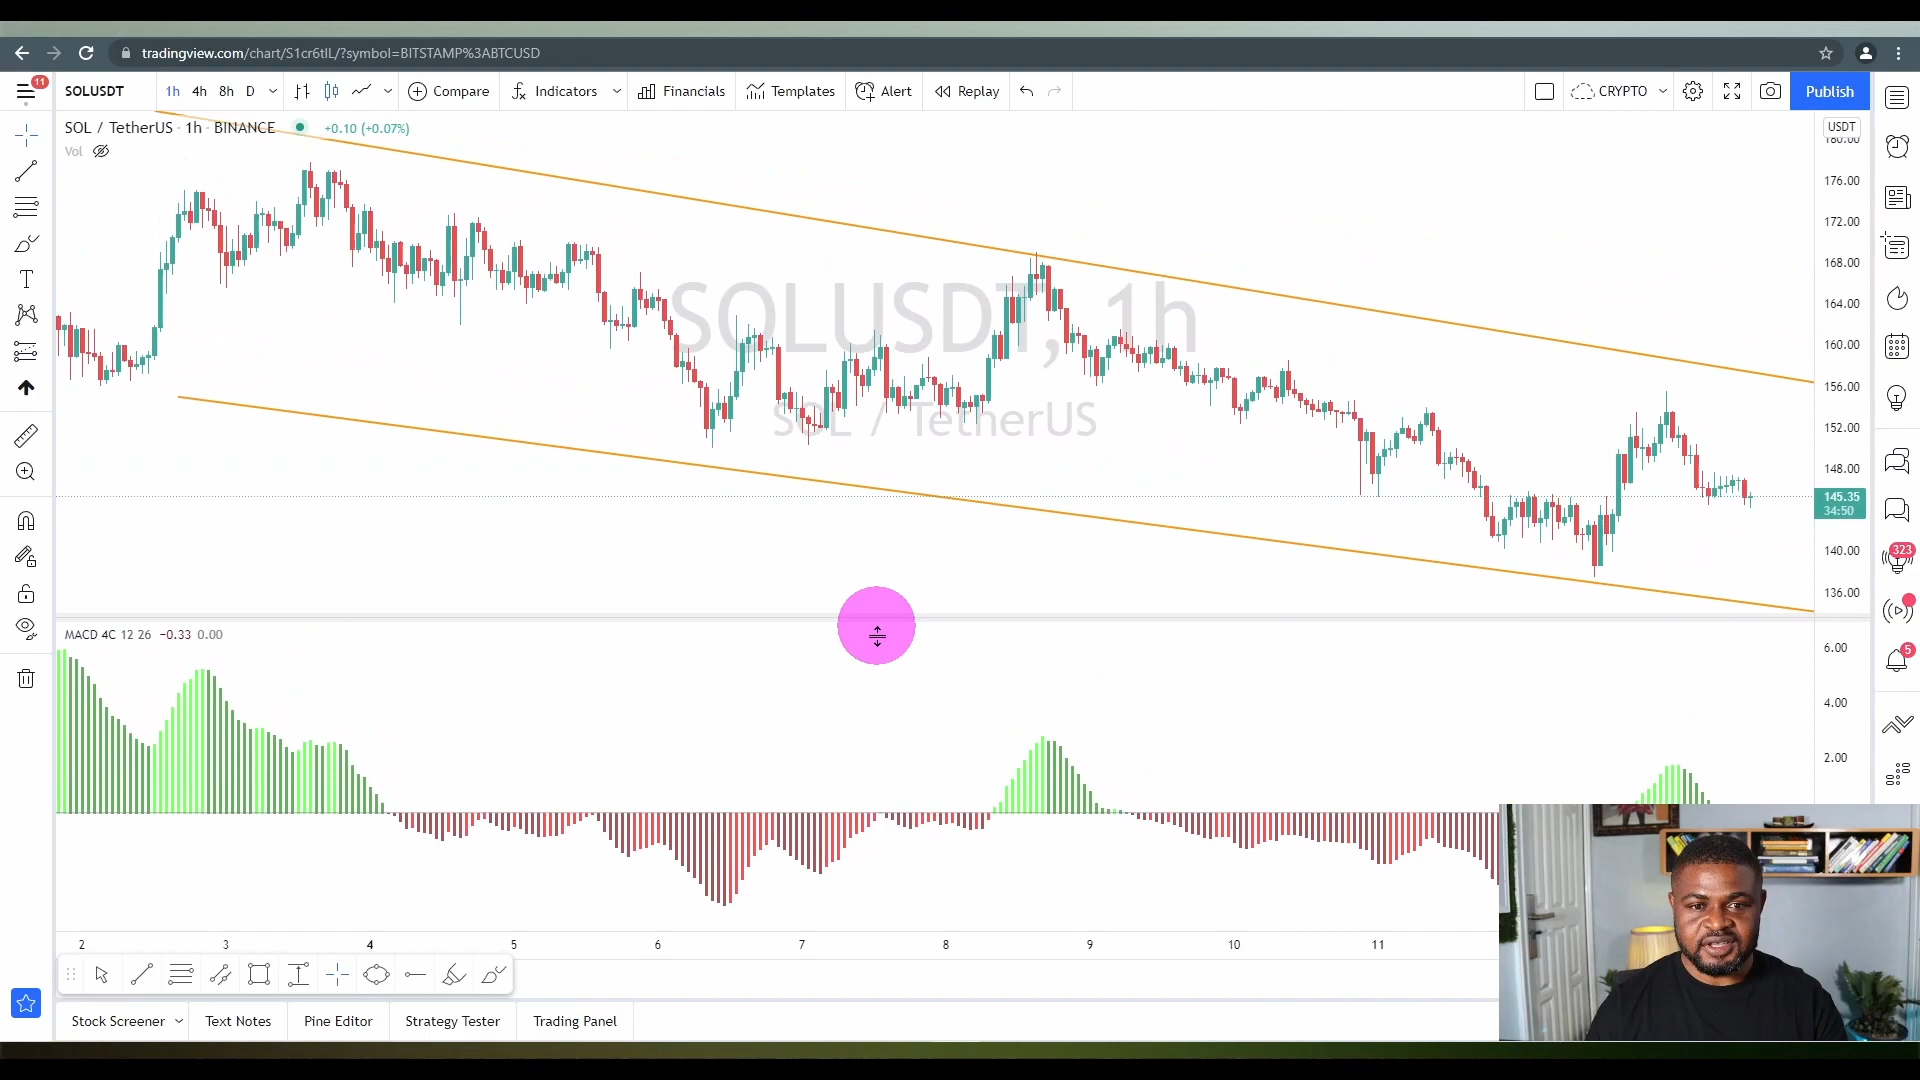 tradingview.com/chart/S1cr6tIL/?symbol=BITSTAMP%3ABTCUSD
11
SOLUSDT 1h 4h 8h D Compare Indicators Financials Templates Alert Replay CRYPTO Publish
SOL / TetherUS · 1h · BINANCE +0.10 (+0.07%)
Vol
USDT
180.00
176.00
172.00
168.00
164.00
160.00
156.00
152.00
148.00
145.35
34:50
140.00
136.00
SOLUSDT, 1h
SOL / TetherUS
323
5
MACD 4C 12 26 −0.33 0.00
6.00
4.00
2.00
2 3 4 5 6 7 8 9 10 11
Stock Screener Text Notes Pine Editor Strategy Tester Trading Panel